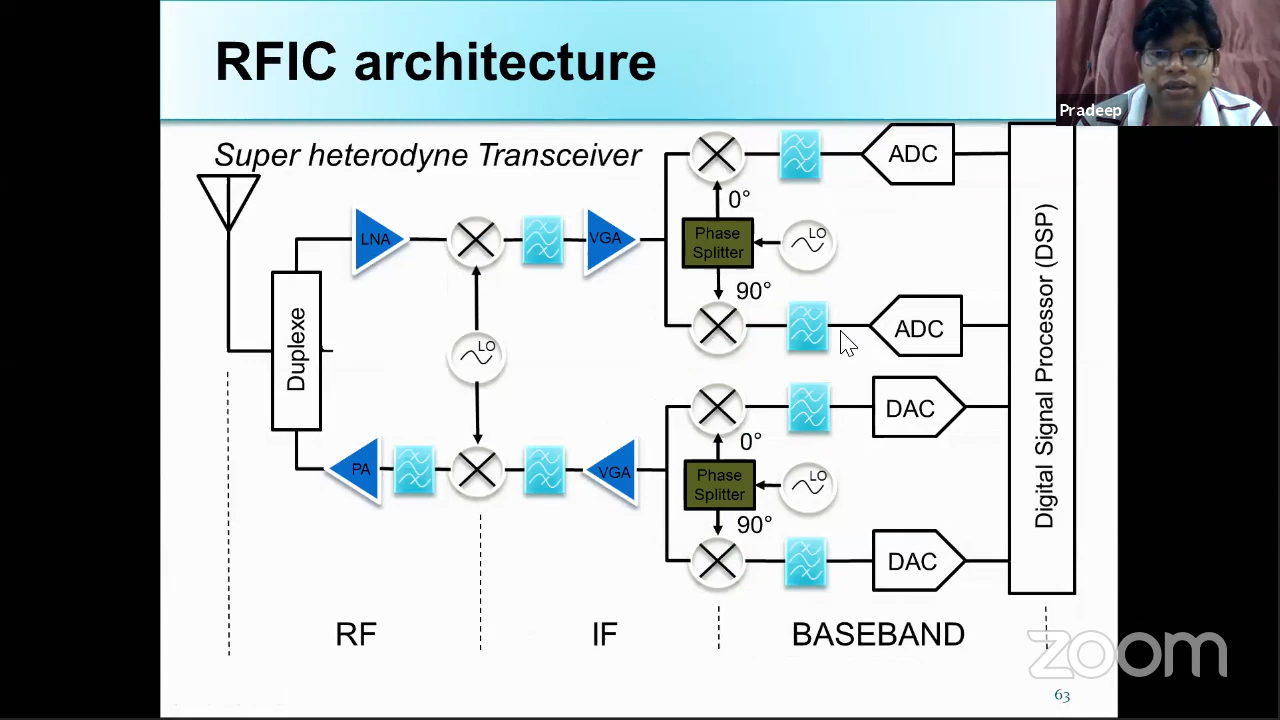 RFIC architecture
Pradeep
Super heterodyne Transceiver
ADC
0°
LNA
VGA
Phase
Splitter
LO
90°
ADC
LO
Duplexe
DAC
0°
PA
VGA
Phase
Splitter
LO
90°
DAC
Digital Signal Processor (DSP)
RF
IF
BASEBAND
zoom
63